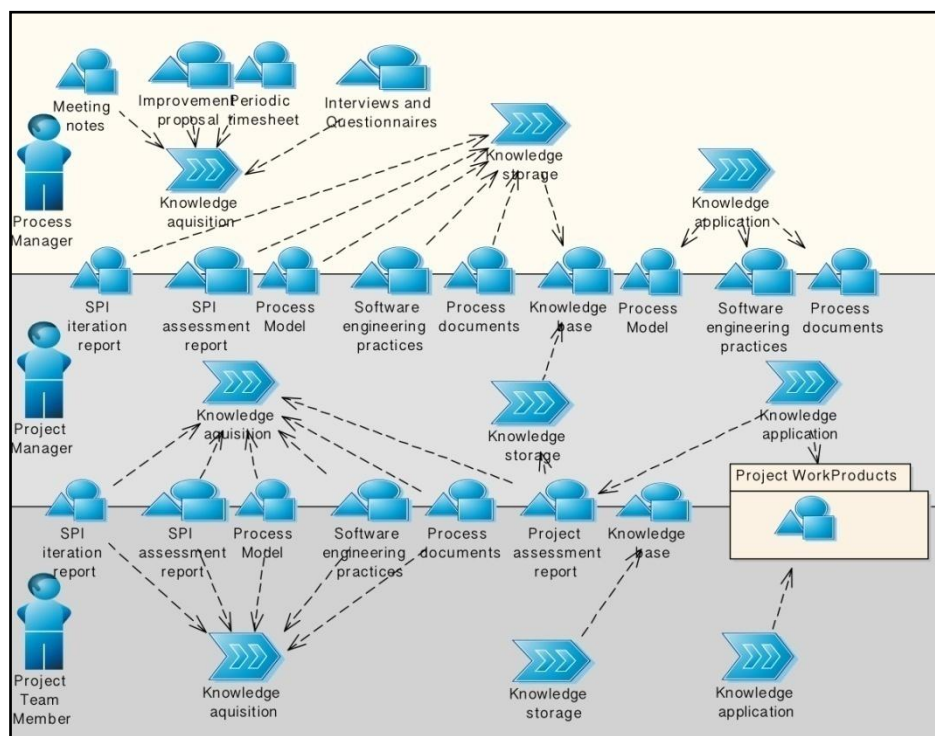 Meeting
notes
Improvement
proposal
Periodic
timesheet
Interviews and
Questionnaires
Process
Manager
Knowledge
aquisition
Knowledge
storage
Knowledge
application
SPI
iteration
report
SPI
assessment
report
Process
Model
Software
engineering
practices
Process
documents
Knowledge
base
Process
Model
Software
engineering
practices
Process
documents
Project
Manager
Knowledge
aquisition
Knowledge
storage
Knowledge
application
Project WorkProducts
SPI
iteration
report
SPI
assessment
report
Process
Model
Software
engineering
practices
Process
documents
Project
assessment
report
Knowledge
base
Project
Team
Member
Knowledge
aquisition
Knowledge
storage
Knowledge
application